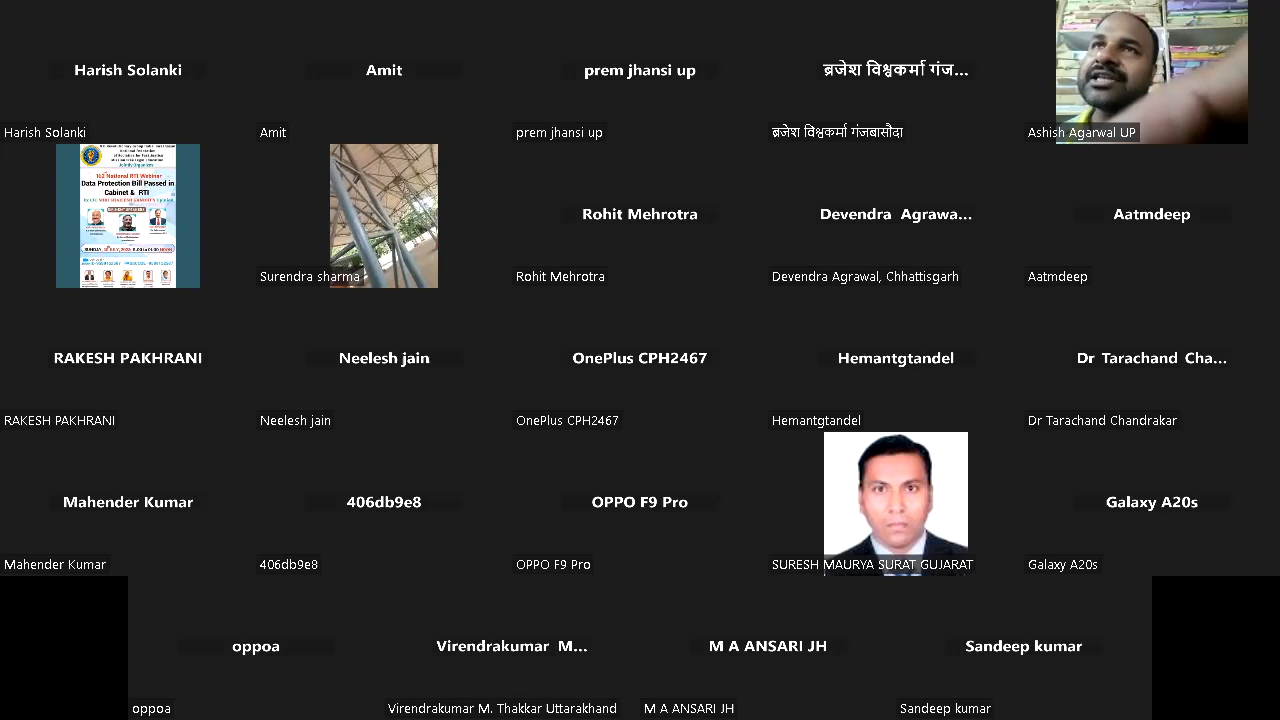 Harish Solanki
Amit
prem jhansi up
ब्रजेश विश्वकर्मा गंज...
Harish Solanki
Amit
prem jhansi up
ब्रजेश विश्वकर्मा गंजबासौदा
Ashish Agarwal UP
162 National RTI Webinar
Data Protection Bill Passed in
Cabinet & RTI
Rohit Mehrotra
Devendra Agrawa...
Aatmdeep
Surendra sharma
Rohit Mehrotra
Devendra Agrawal, Chhattisgarh
Aatmdeep
RAKESH PAKHRANI
Neelesh jain
OnePlus CPH2467
Hemantgtandel
Dr Tarachand Cha...
RAKESH PAKHRANI
Neelesh jain
OnePlus CPH2467
Hemantgtandel
Dr Tarachand Chandrakar
Mahender Kumar
406db9e8
OPPO F9 Pro
Galaxy A20s
Mahender Kumar
406db9e8
OPPO F9 Pro
SURESH MAURYA SURAT GUJARAT
Galaxy A20s
oppoa
Virendrakumar M...
M A ANSARI JH
Sandeep kumar
oppoa
Virendrakumar M. Thakkar Uttarakhand
M A ANSARI JH
Sandeep kumar